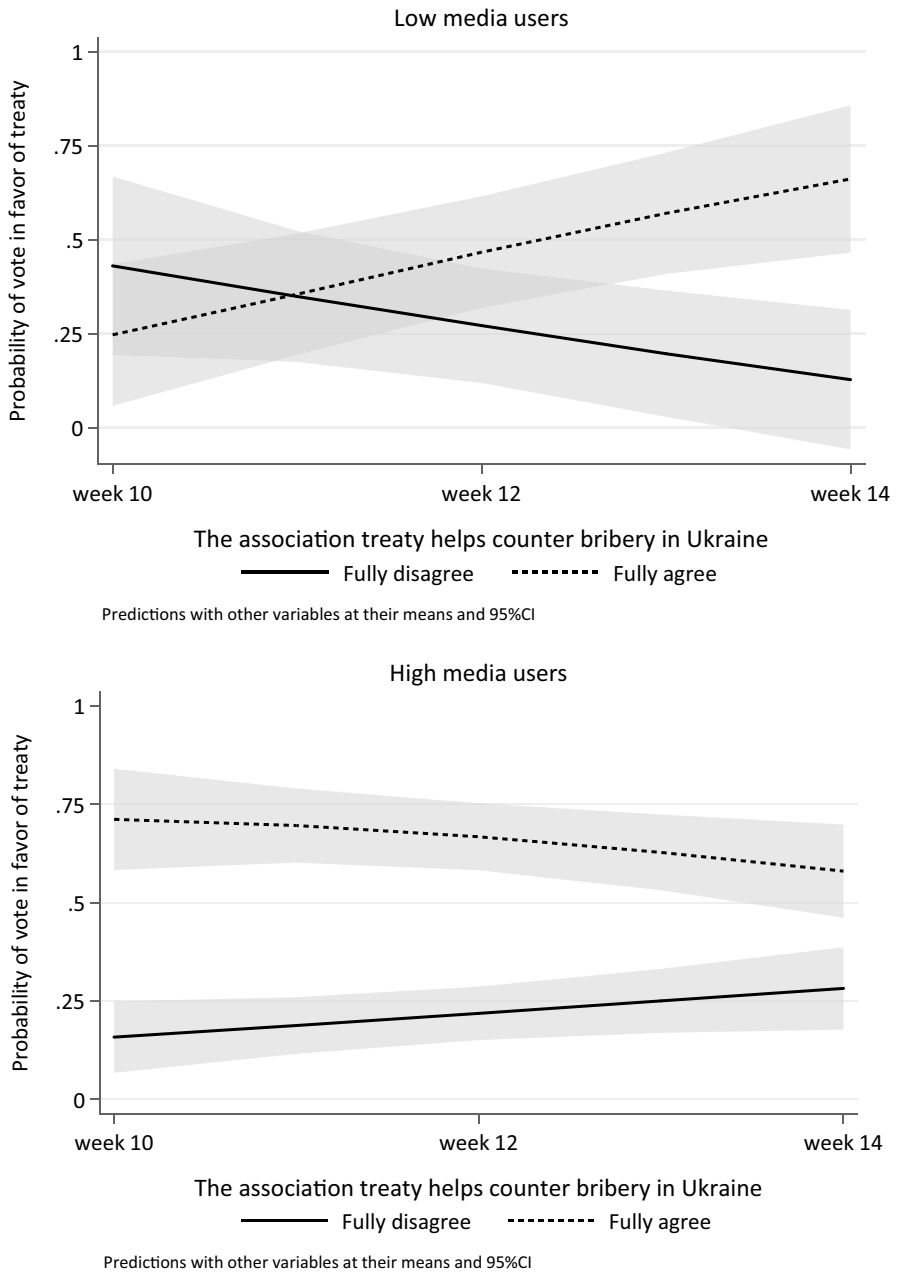 Low media users
Probability of vote in favor of treaty
1
.75
.5
.25
0
week 10
week 12
week 14
The association treaty helps counter bribery in Ukraine
Fully disagree
Fully agree
Predictions with other variables at their means and 95%CI
High media users
Probability of vote in favor of treaty
1
.75
.5
.25
0
week 10
week 12
week 14
The association treaty helps counter bribery in Ukraine
Fully disagree
Fully agree
Predictions with other variables at their means and 95%CI